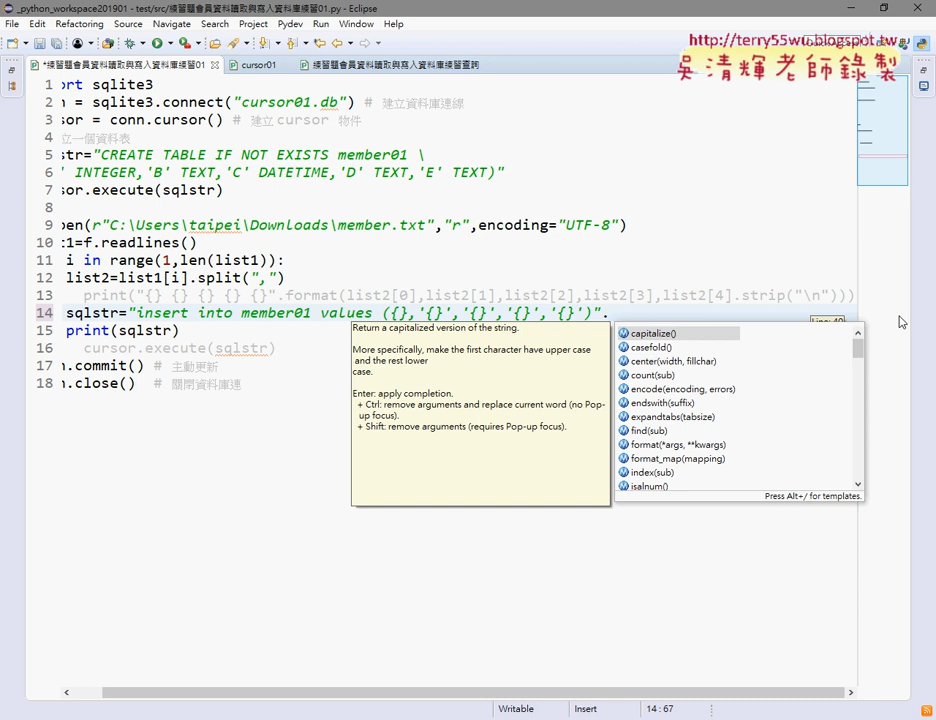 _python_workspace201901 - test/src/練習題會員資料讀取與寫入資料庫練習01.py - Eclipse
File Edit Refactoring Source Navigate Search Project Pydev Run Window Help
http://terry55wu.blogspot.tw
吳清輝老師錄製
*練習題會員資料讀取與寫入資料庫練習01 cursor01 練習題會員資料讀取與寫入資料庫練習查詢
1 ort sqlite3
2 n = sqlite3.connect("cursor01.db") # 建立資料庫連線
3 sor = conn.cursor() # 建立 cursor 物件
4 立一個資料表
5 str="CREATE TABLE IF NOT EXISTS member01 \
6 ' INTEGER,'B' TEXT,'C' DATETIME,'D' TEXT,'E' TEXT)"
7 sor.execute(sqlstr)
8
9 pen(r"C:\Users\taipei\Downloads\member.txt","r",encoding="UTF-8")
10 t1=f.readlines()
11 i in range(1,len(list1)):
12 list2=list1[i].split(",")
13 print("{} {} {} {} {}".format(list2[0],list2[1],list2[2],list2[3],list2[4].strip("\n")))
14 sqlstr="insert into member01 values ({},'{}','{}','{}','{}')".
15 print(sqlstr)
16 cursor.execute(sqlstr)
17 n.commit() # 主動更新
18 n.close() # 關閉資料庫連
Return a capitalized version of the string.
More specifically, make the first character have upper case
and the rest lower
case.
Enter: apply completion.
+ Ctrl: remove arguments and replace current word (no Pop-
up focus).
+ Shift: remove arguments (requires Pop-up focus).
capitalize()
casefold()
center(width, fillchar)
count(sub)
encode(encoding, errors)
endswith(suffix)
expandtabs(tabsize)
find(sub)
format(*args, **kwargs)
format_map(mapping)
index(sub)
isalnum()
Press Alt+/ for templates.
Writable Insert 14 : 67